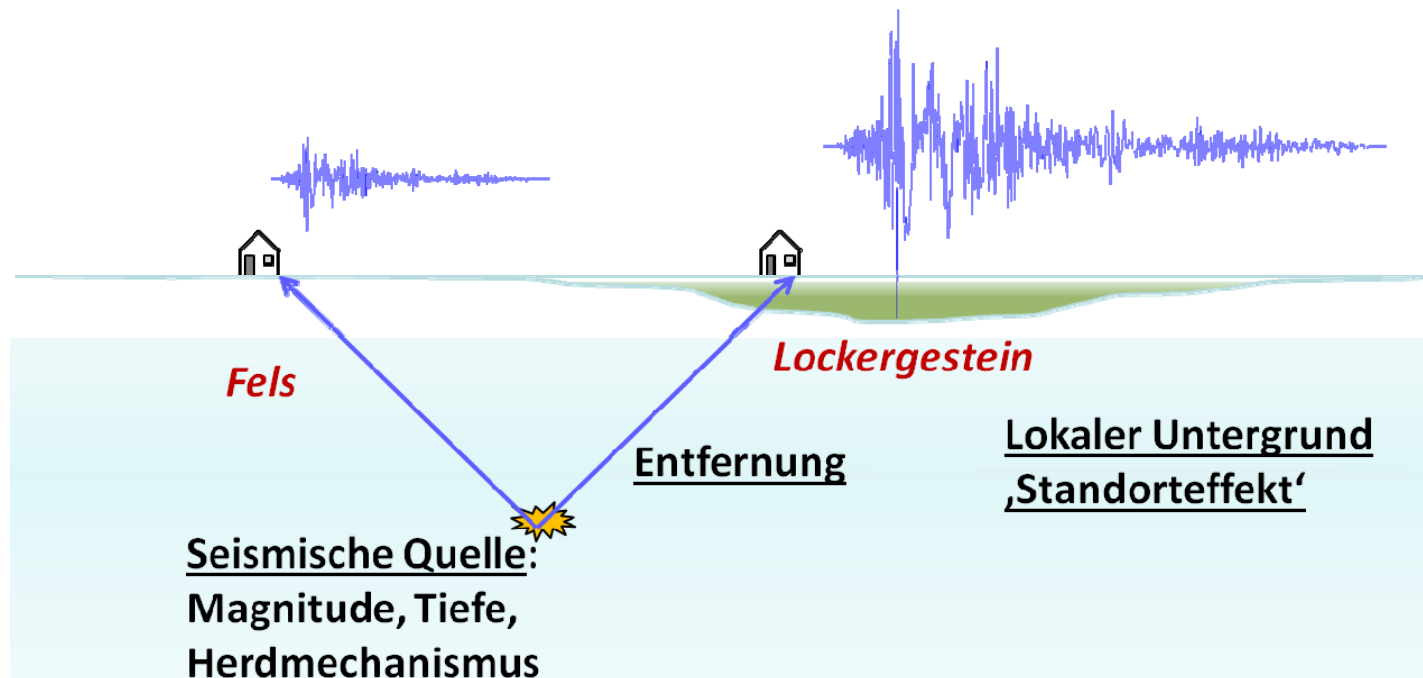 Fels
Lockergestein
Entfernung
Lokaler Untergrund
‚Standorteffekt‘
Seismische Quelle:
Magnitude, Tiefe,
Herdmechanismus